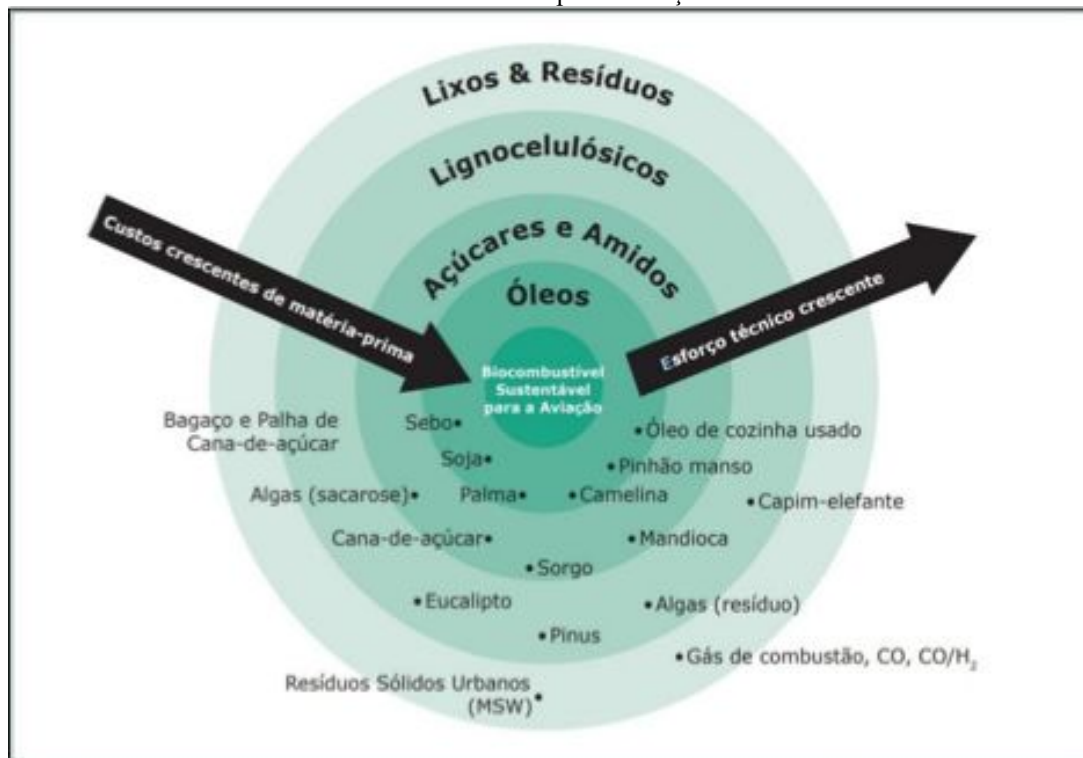 Lixos & Resíduos
Lignocelulósicos
Açúcares e Amidos
Óleos
Custos crescentes de matéria-prima
Esforço técnico crescente
Biocombustível
Sustentável
para a Aviação
Bagaço e Palha de
Cana-de-açúcar
Sebo•
•Óleo de cozinha usado
Soja•
•Pinhão manso
Algas (sacarose)•
Palma•
•Camelina
•Capim-elefante
Cana-de-açúcar•
•Mandioca
•Sorgo
•Eucalipto
•Algas (resíduo)
•Pinus
•Gás de combustão, CO, CO/H₂
Resíduos Sólidos Urbanos
(MSW)•